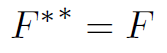 F** = F